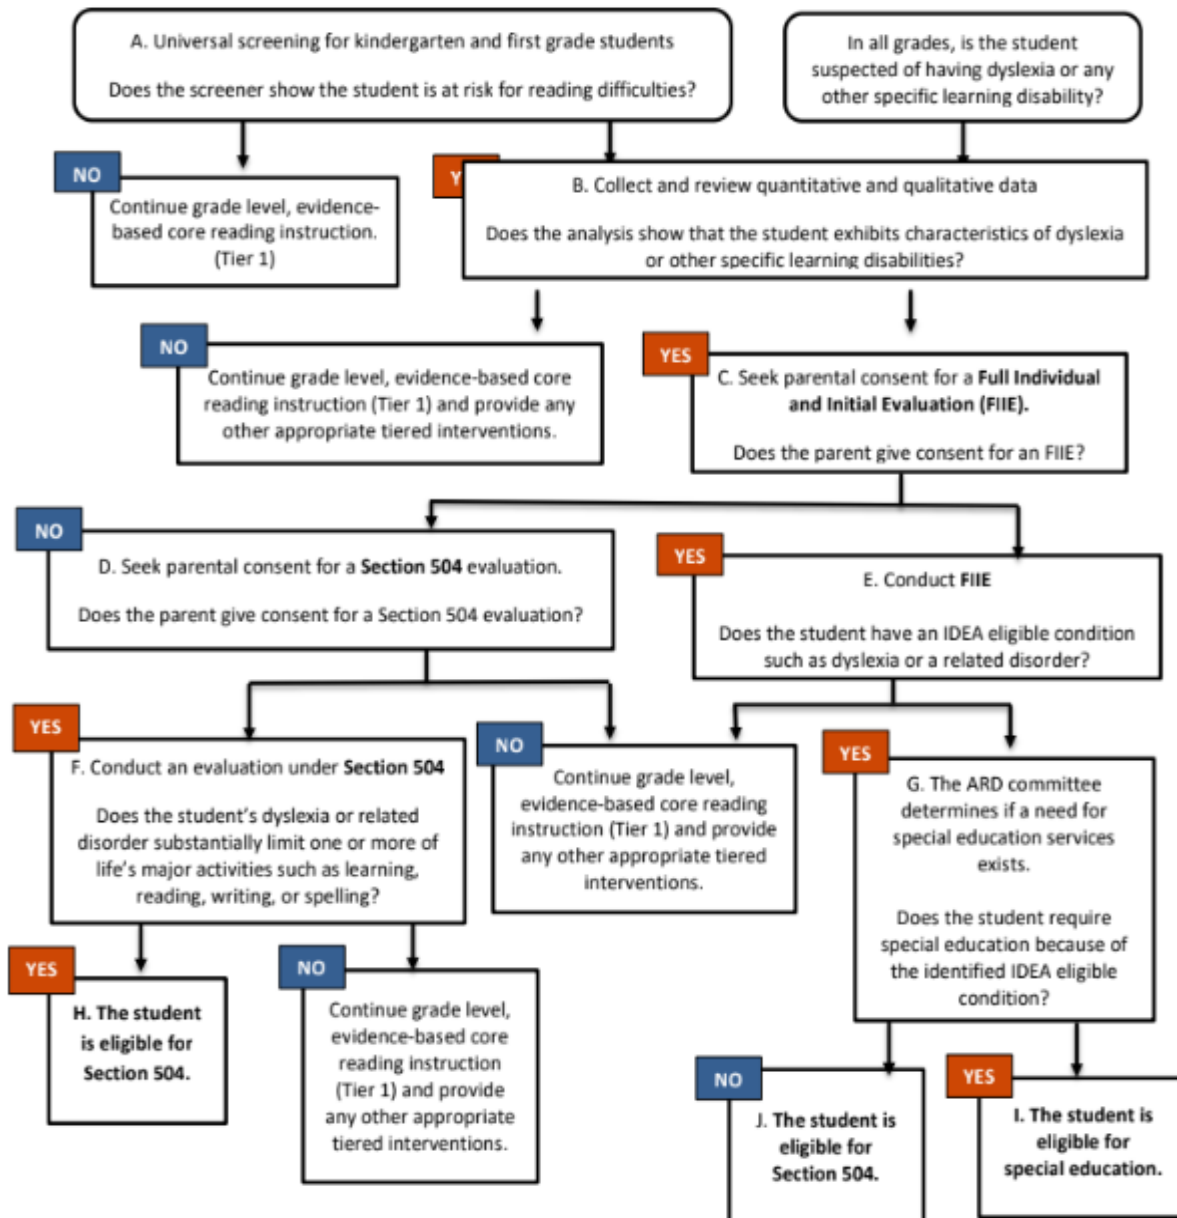 A. Universal screening for kindergarten and first grade students
Does the screener show the student is at risk for reading difficulties?
In all grades, is the student
suspected of having dyslexia or any
other specific learning disability?
NO
Continue grade level, evidence-
based core reading instruction.
(Tier 1)
B. Collect and review quantitative and qualitative data
Does the analysis show that the student exhibits characteristics of dyslexia
or other specific learning disabilities?
NO
Continue grade level, evidence-based core
reading instruction (Tier 1) and provide any
other appropriate tiered interventions.
YES
C. Seek parental consent for a Full Individual
and Initial Evaluation (FIIE).
Does the parent give consent for an FIIE?
NO
D. Seek parental consent for a Section 504 evaluation.
Does the parent give consent for a Section 504 evaluation?
YES
E. Conduct FIIE
Does the student have an IDEA eligible condition
such as dyslexia or a related disorder?
YES
F. Conduct an evaluation under Section 504
Does the student's dyslexia or related
disorder substantially limit one or more of
life's major activities such as learning,
reading, writing, or spelling?
NO
Continue grade level,
evidence-based core reading
instruction (Tier 1) and provide
any other appropriate tiered
interventions.
YES
G. The ARD committee
determines if a need for
special education services
exists.
Does the student require
special education because of
the identified IDEA eligible
condition?
YES
H. The student
is eligible for
Section 504.
NO
Continue grade level,
evidence-based core
reading instruction
(Tier 1) and provide
any other appropriate
tiered interventions.
NO
J. The student is
eligible for
Section 504.
YES
I. The student is
eligible for
special education.